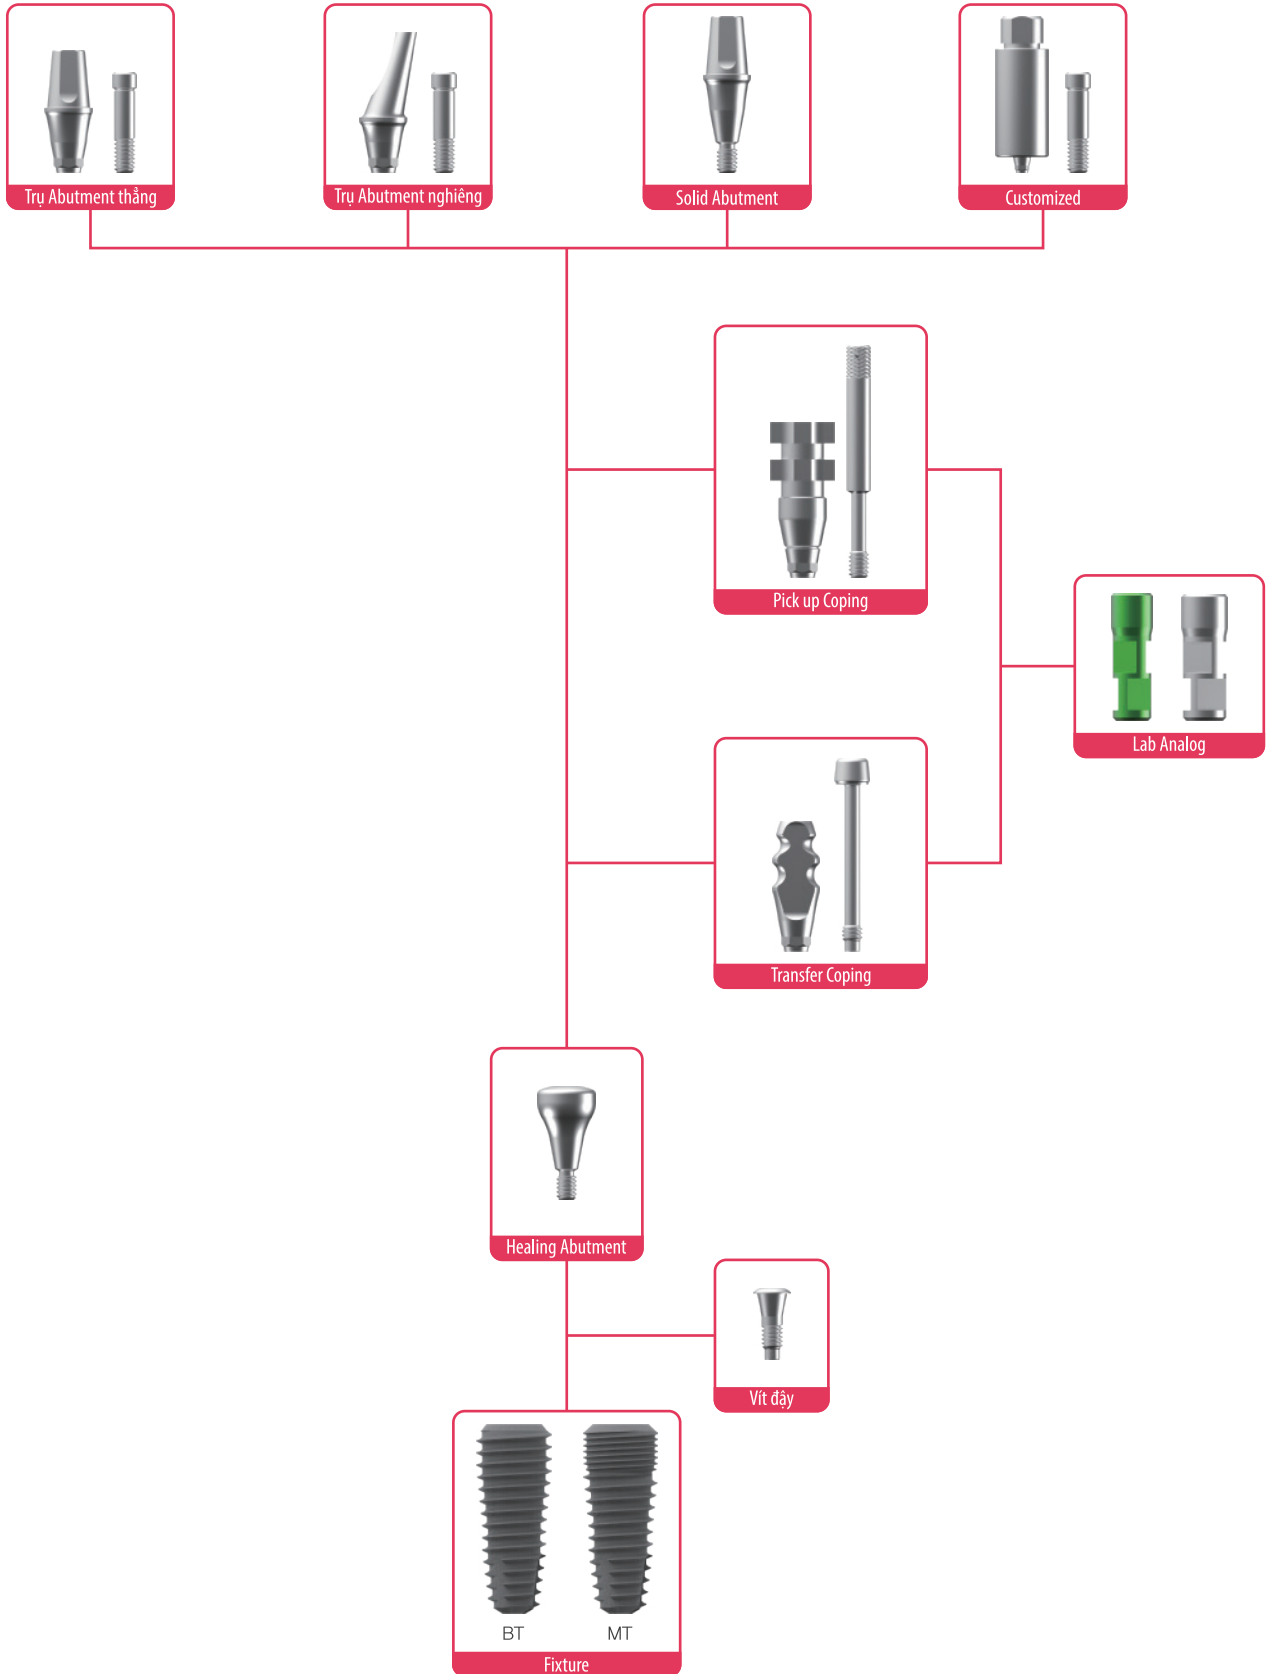 Trụ Abutment thẳng
Trụ Abutment nghiêng
Solid Abutment
Customized
Pick up Coping
Lab Analog
Transfer Coping
Healing Abutment
Vít đậy
BT
MT
Fixture